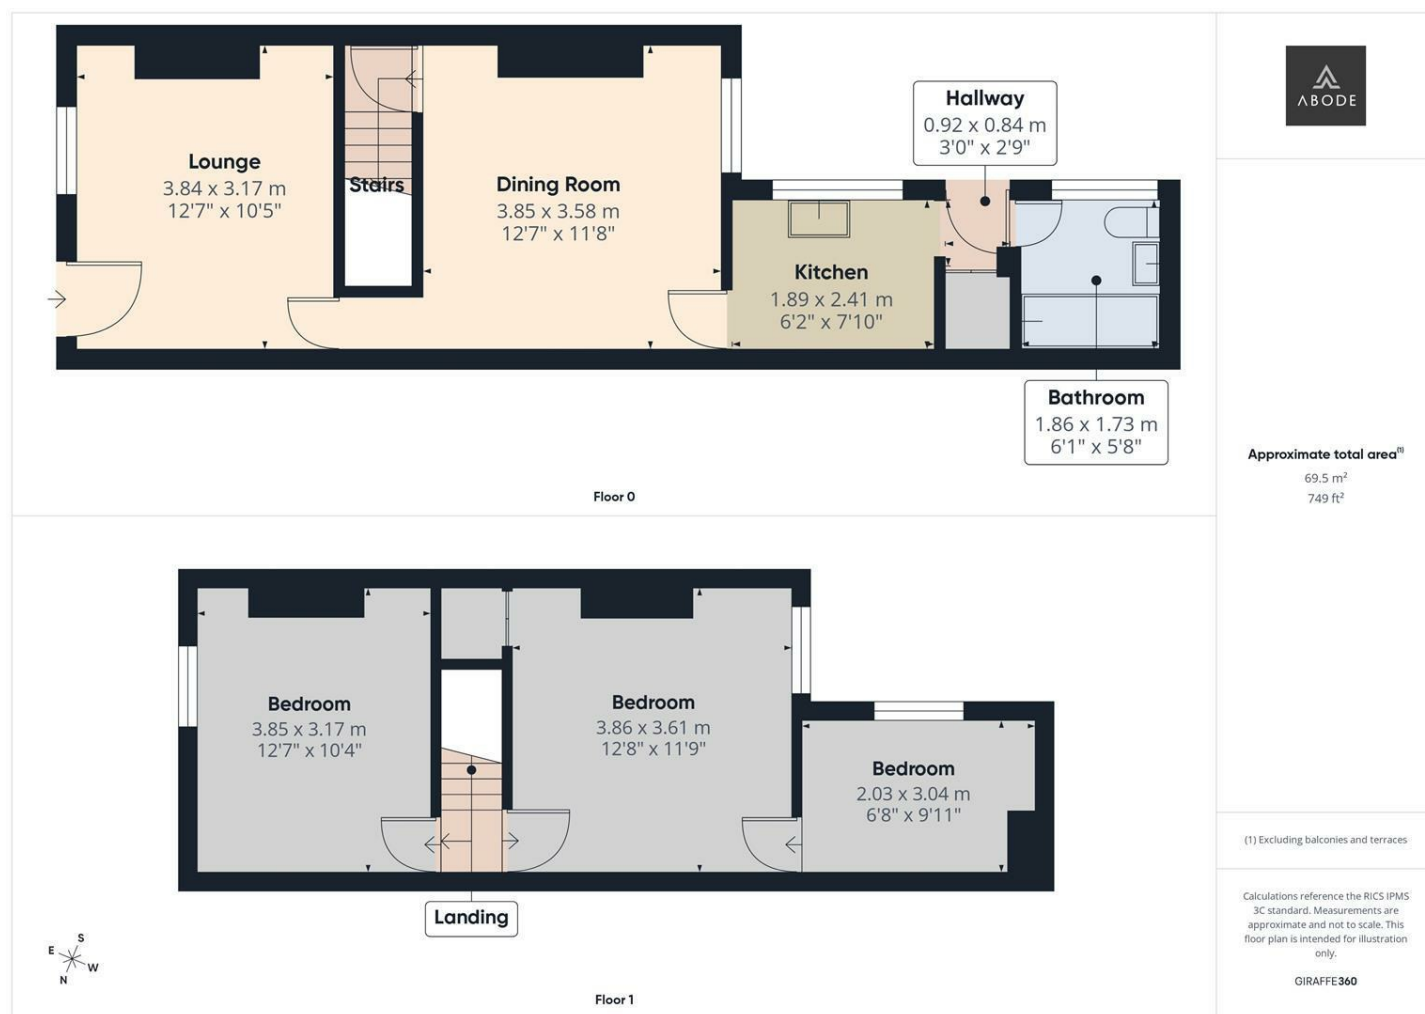 Lounge
3.84 x 3.17 m
12'7" x 10'5"
Stairs
Dining Room
3.85 x 3.58 m
12'7" x 11'8"
Hallway
0.92 x 0.84 m
3'0" x 2'9"
Kitchen
1.89 x 2.41 m
6'2" x 7'10"
Bathroom
1.86 x 1.73 m
6'1" x 5'8"
Floor 0
Bedroom
3.85 x 3.17 m
12'7" x 10'4"
Bedroom
3.86 x 3.61 m
12'8" x 11'9"
Bedroom
2.03 x 3.04 m
6'8" x 9'11"
Landing
S
E
W
N
Floor 1
ABODE
Approximate total area(1)
69.5 m²
749 ft²
(1) Excluding balconies and terraces
Calculations reference the RICS IPMS
3C standard. Measurements are
approximate and not to scale. This
floor plan is intended for illustration
only.
GIRAFFE360